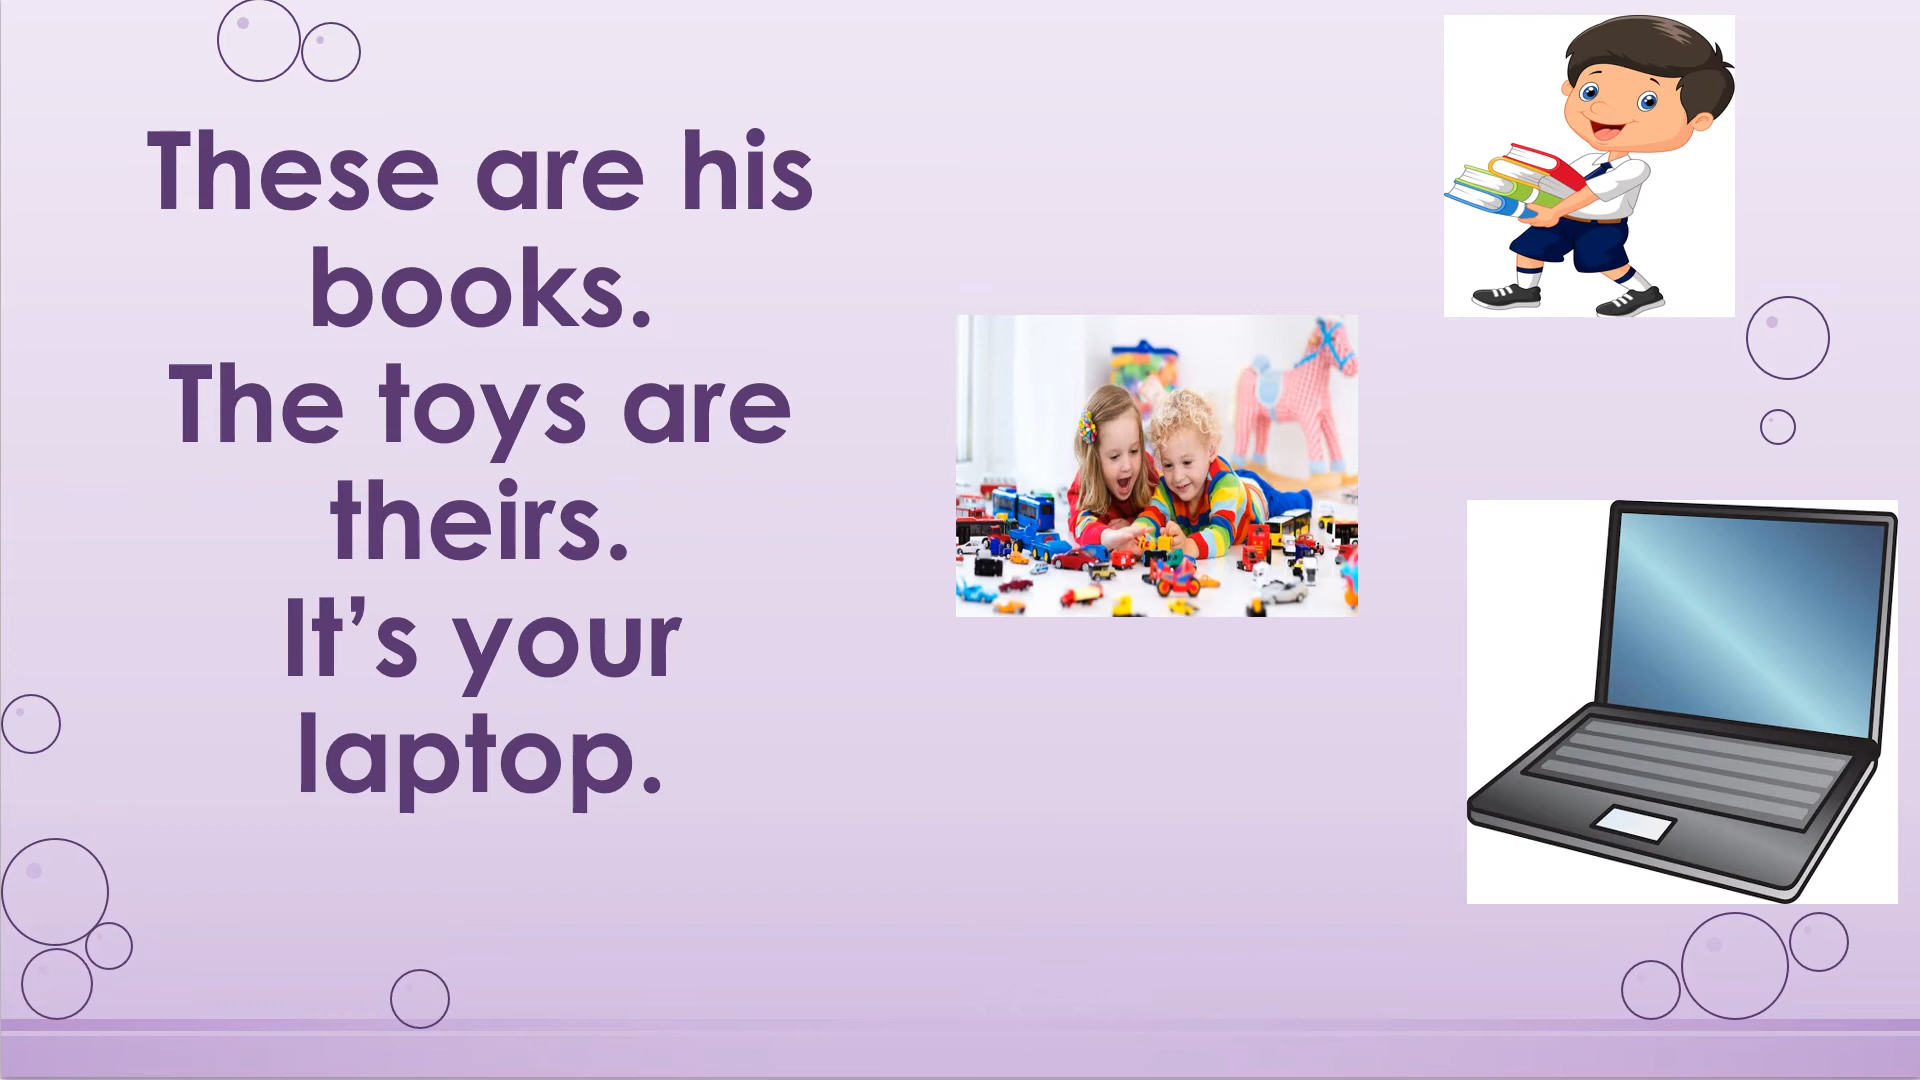 These are his
books.
The toys are
theirs.
It’s your
laptop.